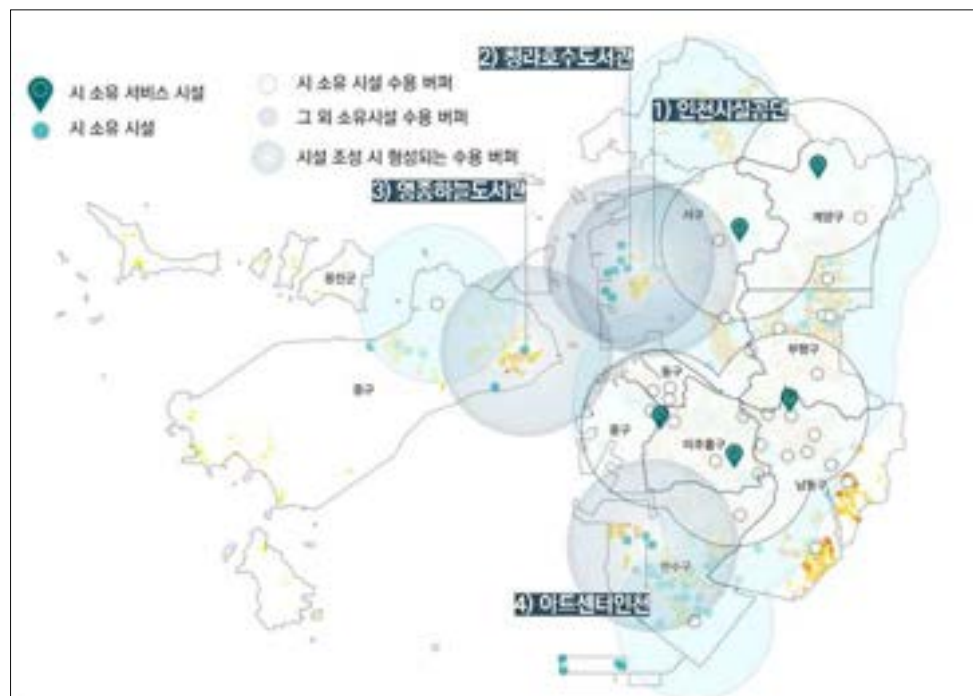 시 소유 서비스 시설
시 소유 시설
시 소유 시설 수용 버퍼
그 외 소유시설 수용 버퍼
시설 조성 시 형성되는 수용 버퍼
2) 청라호수도서관
1) 인천시설공단
3) 영종하늘도서관
서구
계양구
옹진군
부평구
동구
중구
중구
미추홀구
남동구
연수구
4) 아트센터인천